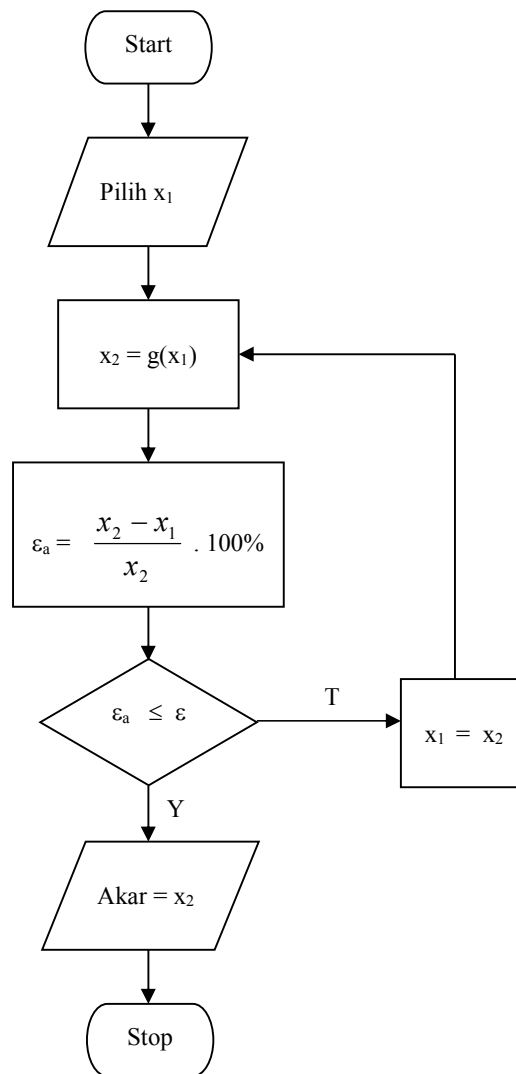 Start
Pilih x₁
x₂ = g(x₁)
εₐ = (x₂ − x₁)/x₂ . 100%
εₐ ≤ ε
T
x₁ = x₂
Y
Akar = x₂
Stop